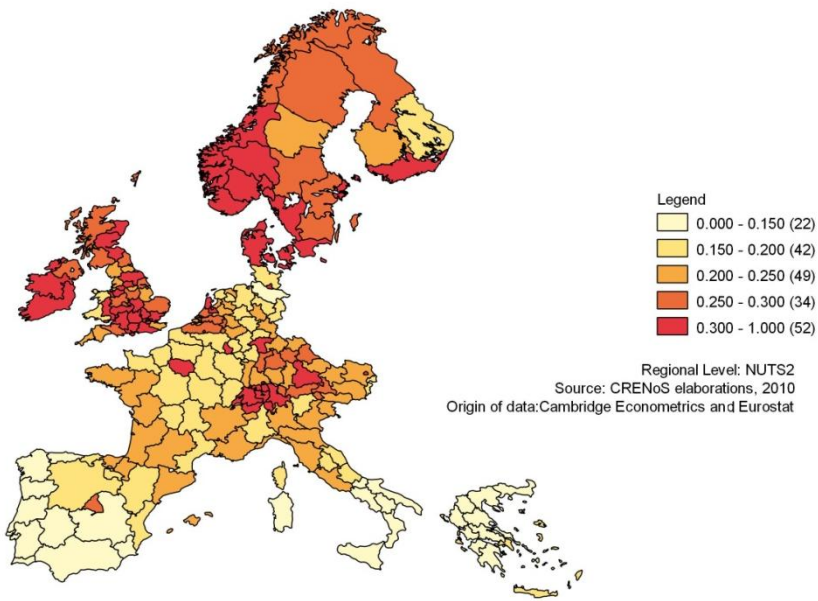 Legend
0.000 - 0.150 (22)
0.150 - 0.200 (42)
0.200 - 0.250 (49)
0.250 - 0.300 (34)
0.300 - 1.000 (52)
Regional Level: NUTS2
Source: CRENoS elaborations, 2010
Origin of data:Cambridge Econometrics and Eurostat